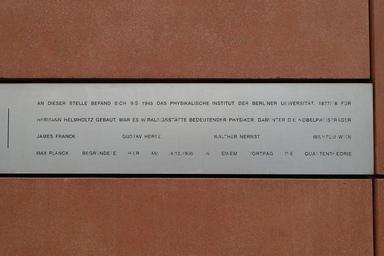 AN DIESER STELLE BEFAND SICH BIS 1945 DAS PHYSIKALISCHE INSTITUT DER BERLINER UNIVERSITÄT. 1877/78 FÜR
HERMANN HELMHOLTZ GEBAUT, WAR ES WIRKUNGSTÄTTE BEDEUTENDER PHYSIKER, DARUNTER DIE NOBELPREISTRÄGER
JAMES FRANCK GUSTAV HERTZ WALTHER NERNST WILHELM WIEN
MAX PLANCK BEGRÜNDETE HIER AM 14.12.1900 IN EINEM VORTRAG DIE QUANTENTHEORIE